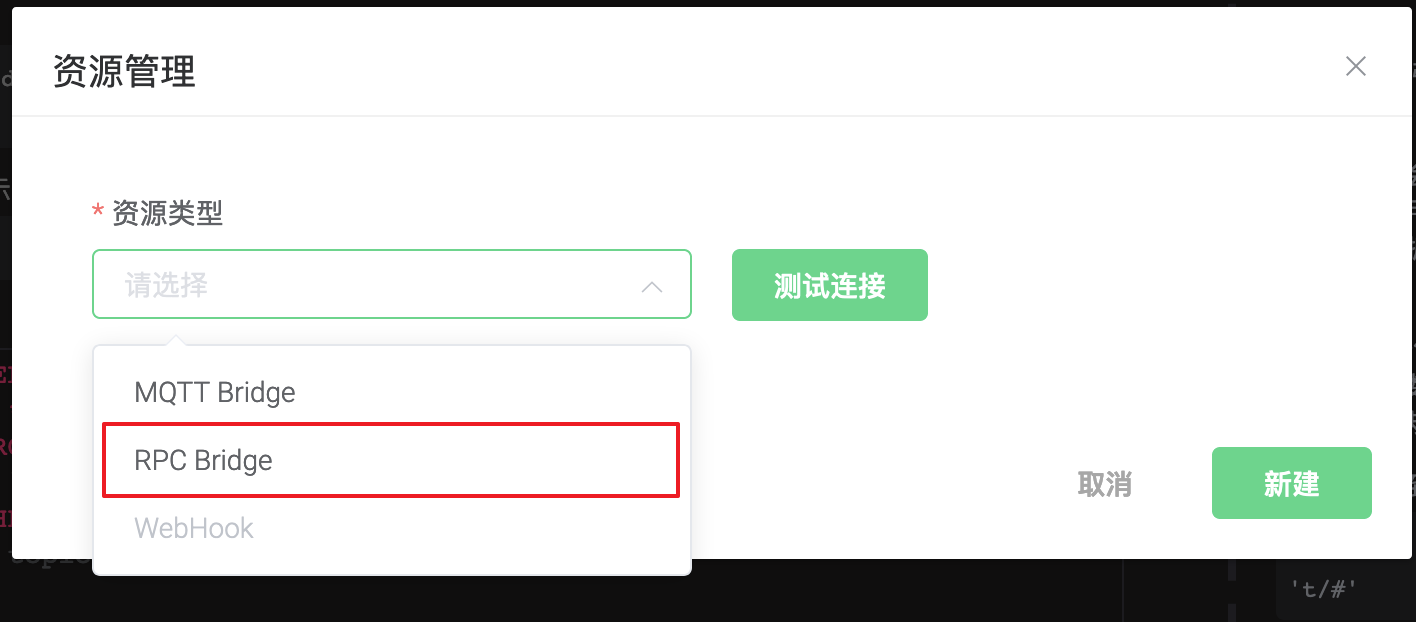 资源管理
* 资源类型
请选择
测试连接
MQTT Bridge
RPC Bridge
WebHook
取消
新建
't/#'